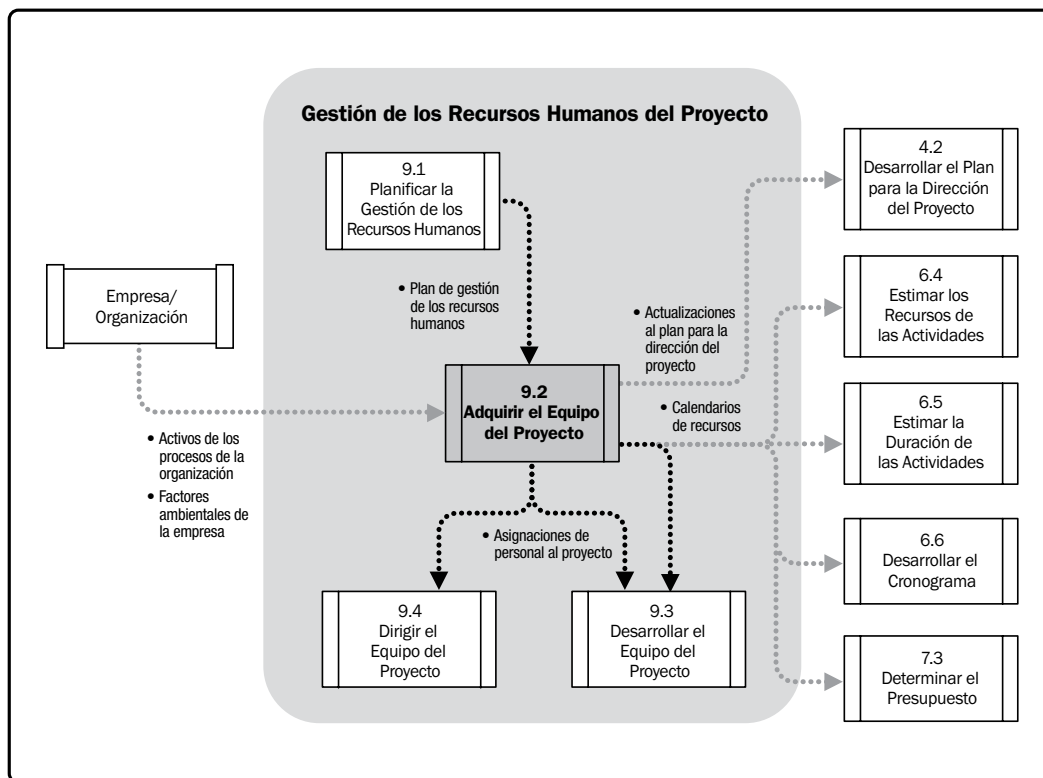 Gestión de los Recursos Humanos del Proyecto
9.1
Planificar la
Gestión de los
Recursos Humanos
4.2
Desarrollar el Plan
para la Dirección
del Proyecto
Empresa/
Organización
• Plan de gestión
de los recursos
humanos
• Actualizaciones
al plan para la
dirección del
proyecto
6.4
Estimar los
Recursos de
las Actividades
9.2
Adquirir el Equipo
del Proyecto
• Calendarios
de recursos
6.5
Estimar la
Duración de
las Actividades
• Activos de los
procesos de la
organización
• Factores
ambientales de
la empresa
• Asignaciones de
personal al proyecto
6.6
Desarrollar el
Cronograma
9.4
Dirigir el
Equipo del
Proyecto
9.3
Desarrollar el
Equipo del
Proyecto
7.3
Determinar el
Presupuesto